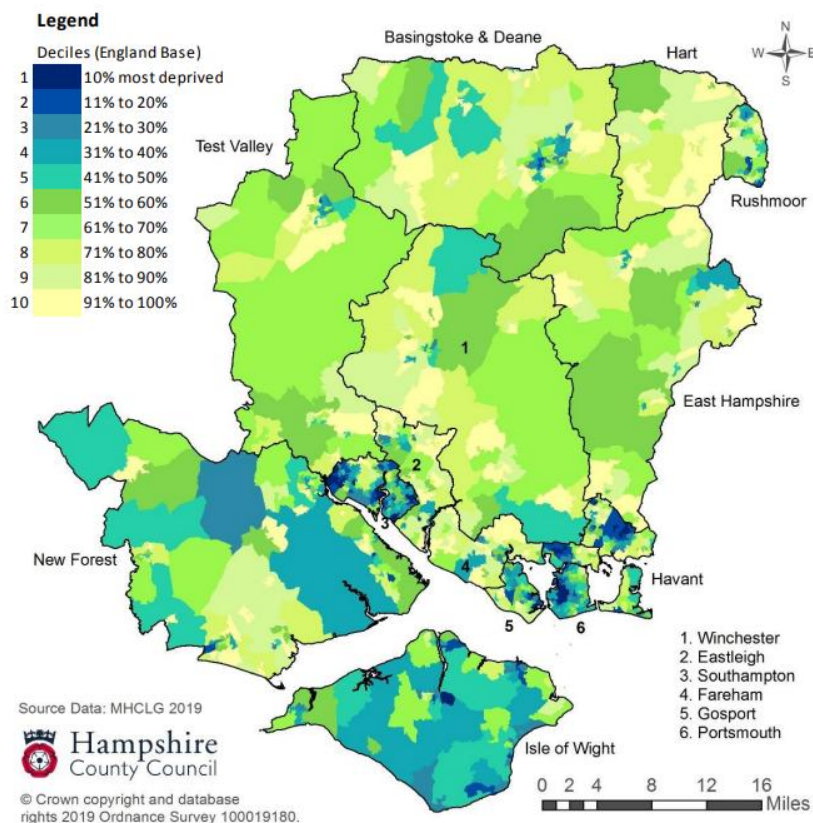 Legend
Deciles (England Base)
1 10% most deprived
2 11% to 20%
3 21% to 30%
4 31% to 40%
5 41% to 50%
6 51% to 60%
7 61% to 70%
8 71% to 80%
9 81% to 90%
10 91% to 100%
Basingstoke & Deane
Hart
N
W E
S
Test Valley
Rushmoor
1
East Hampshire
2
3
New Forest
4
Havant
5
6
1. Winchester
2. Eastleigh
3. Southampton
4. Fareham
5. Gosport
6. Portsmouth
Source Data: MHCLG 2019
Isle of Wight
Hampshire
County Council
0 2 4 8 12 16
Miles
© Crown copyright and database
rights 2019 Ordnance Survey 100019180.